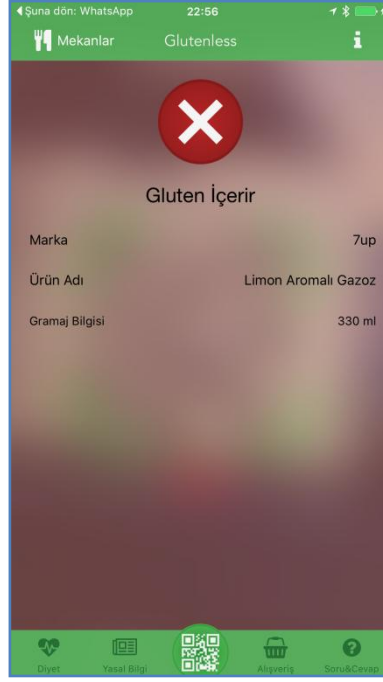 Şuna dön: WhatsApp 22:56
Mekanlar Glutenless i
Gluten İçerir
Marka 7up
Ürün Adı Limon Aromalı Gazoz
Gramaj Bilgisi 330 ml
Diyet Yasal Bilgi Alışveriş Soru&Cevap